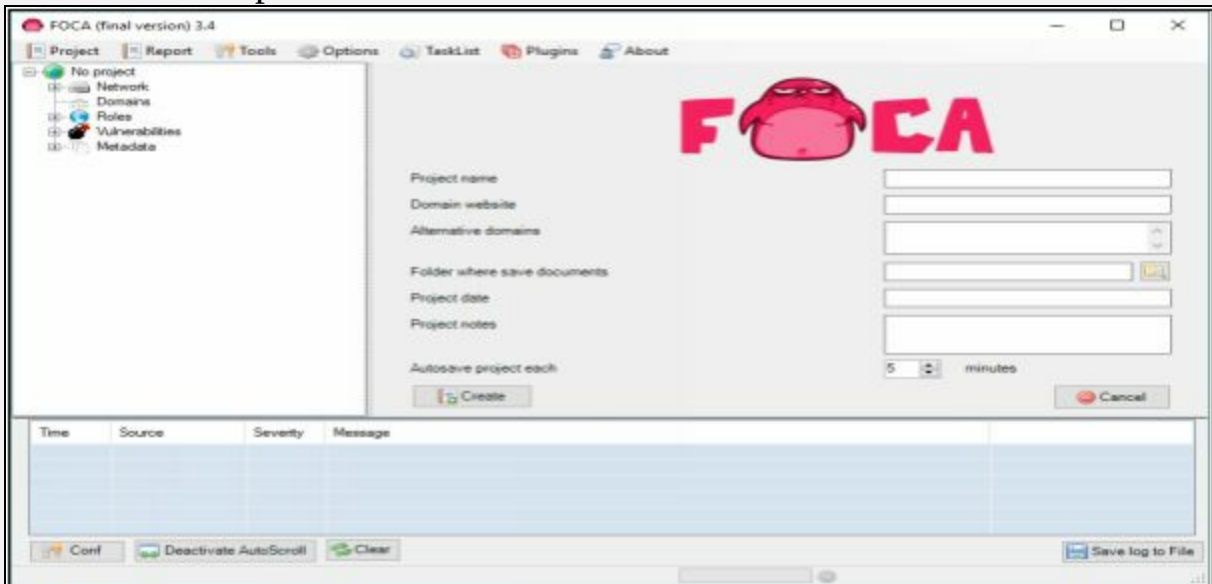 FOCA (final version) 3.4
Project Report Tools Options TaskList Plugins About
No project
Network
Domains
Roles
Vulnerabilities
Metadata
FOCA
Project name
Domain website
Alternative domains
Folder where save documents
Project date
Project notes
Autosave project each 5 minutes
Create Cancel
Time Source Severity Message
Conf Deactivate AutoScroll Clear Save log to File